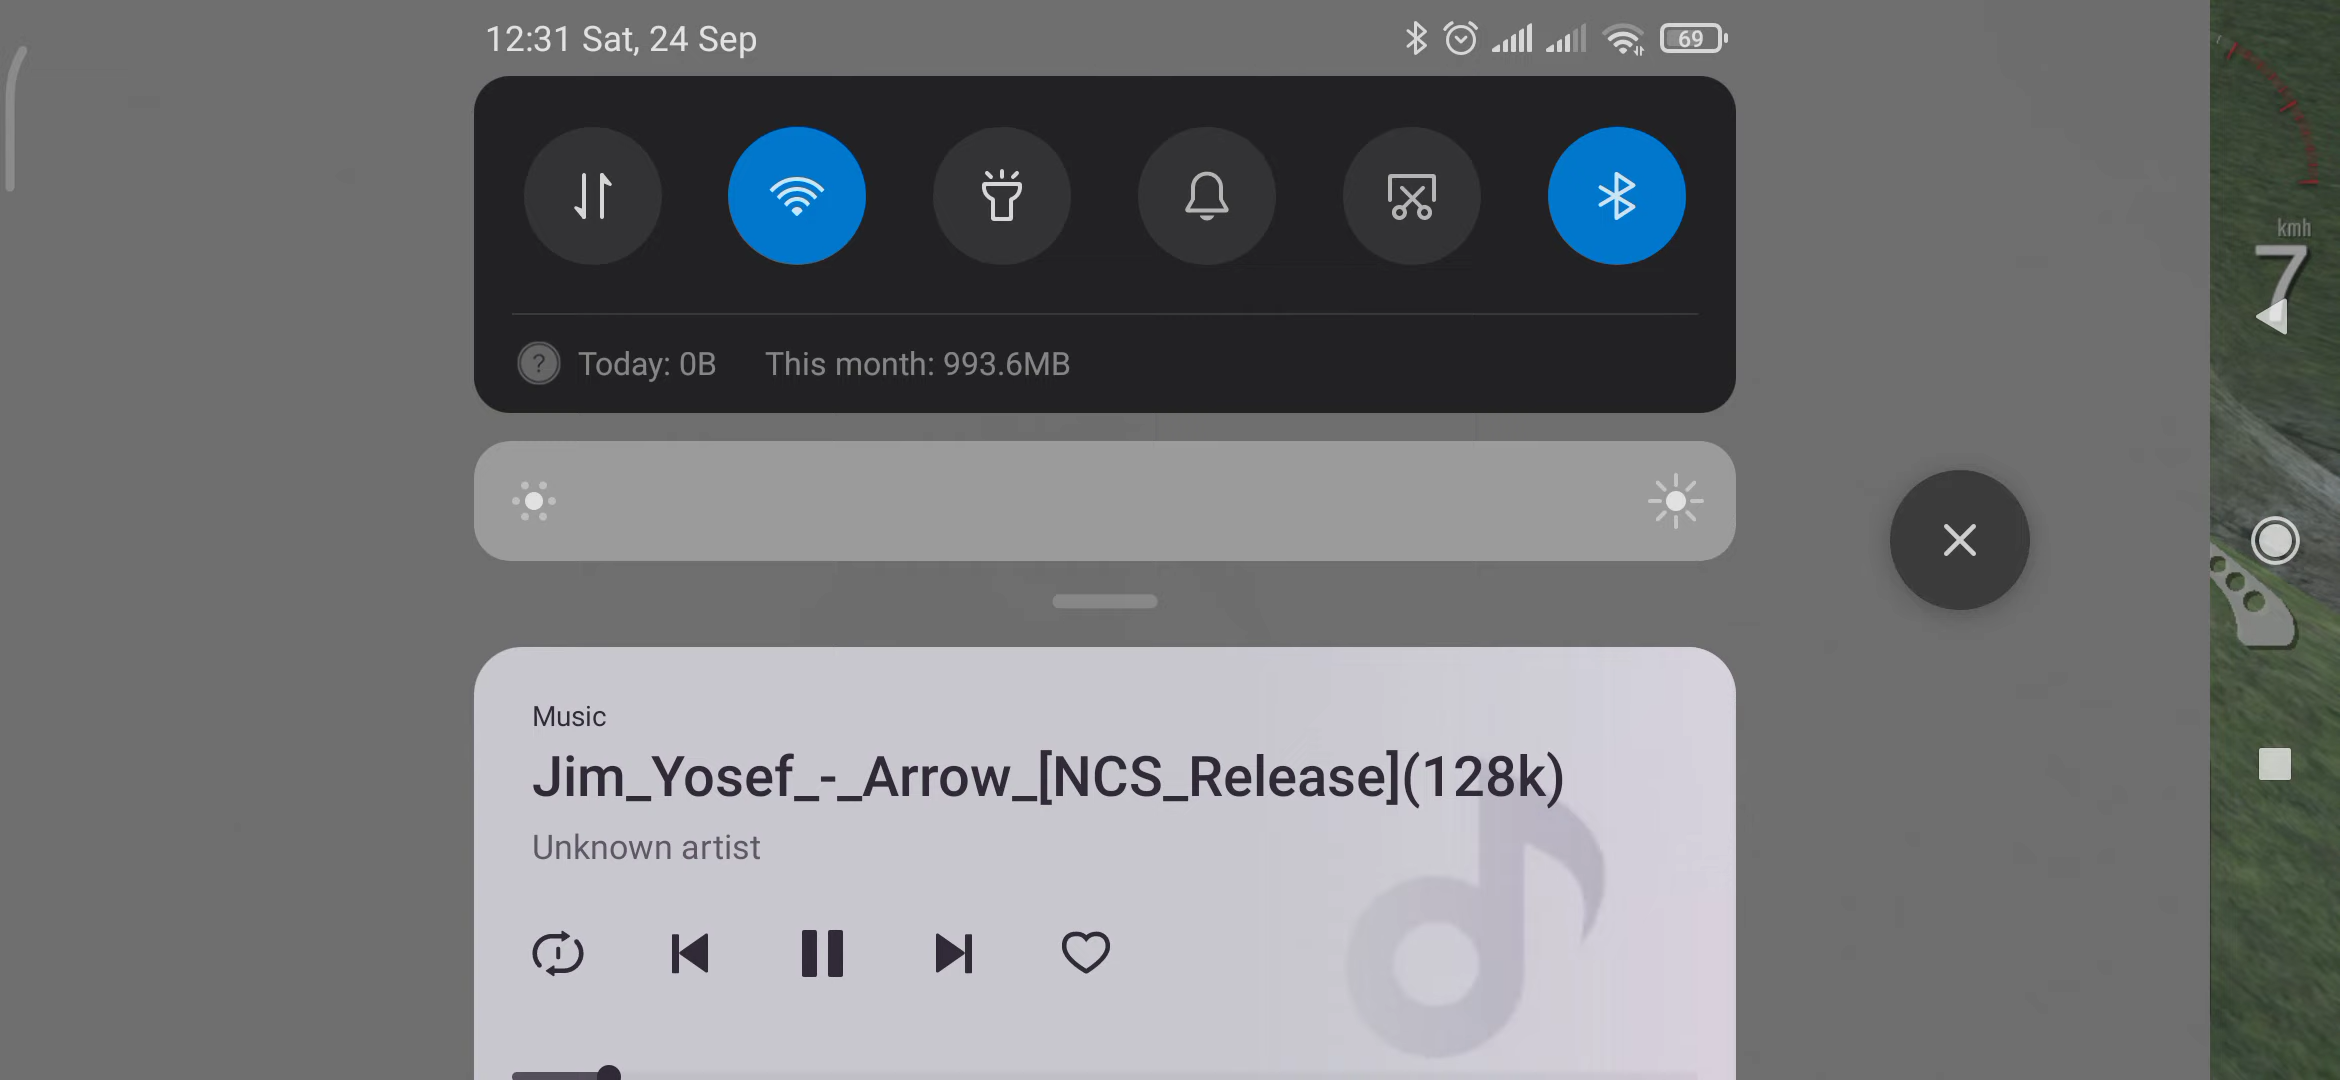 12:31 Sat, 24 Sep
69
kmh
7
? Today: 0B This month: 993.6MB
Music
Jim_Yosef_-_Arrow_[NCS_Release](128k)
Unknown artist